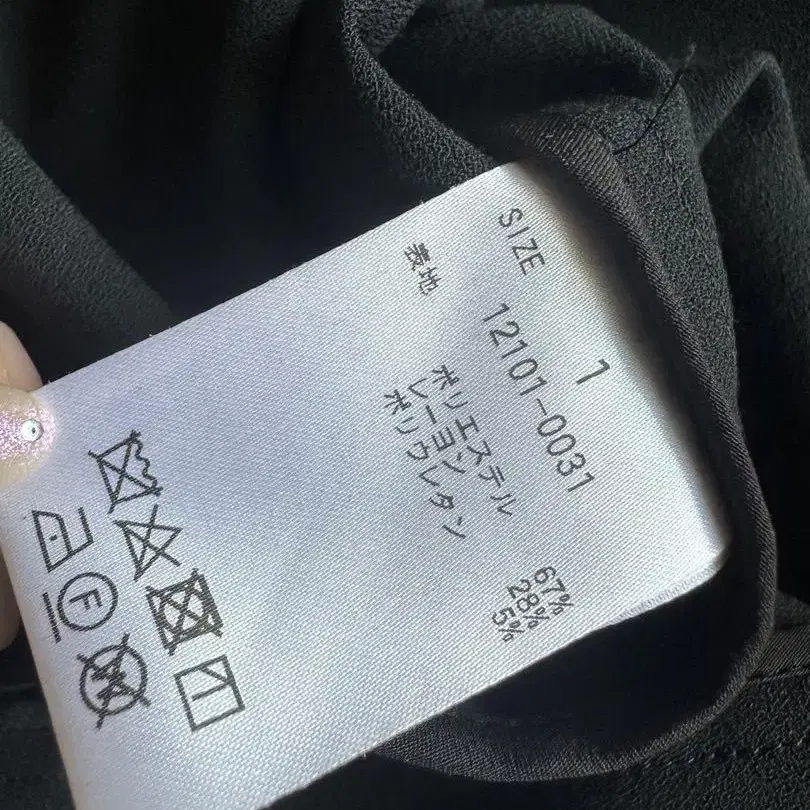 SIZE 1
12101-0031
表地
ポリエステル 67%
レーヨン 28%
ポリウレタン 5%
F
W